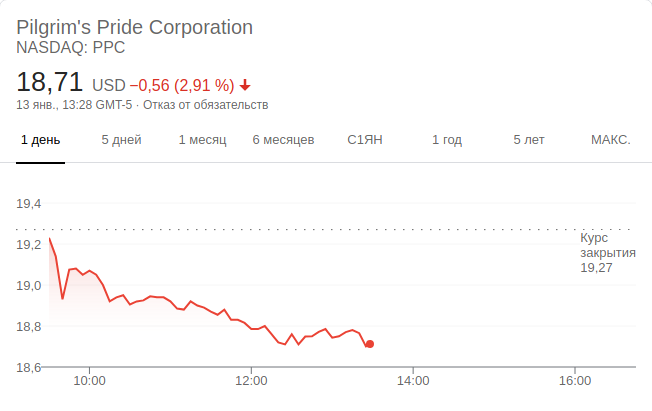 Pilgrim's Pride Corporation
NASDAQ: PPC
18,71 USD −0,56 (2,91 %)
13 янв., 13:28 GMT-5 · Отказ от обязательств
1 день 5 дней 1 месяц 6 месяцев С1ЯН 1 год 5 лет МАКС.
19,4
19,2
19,0
18,8
18,6
Курс
закрытия
19,27
10:00 12:00 14:00 16:00